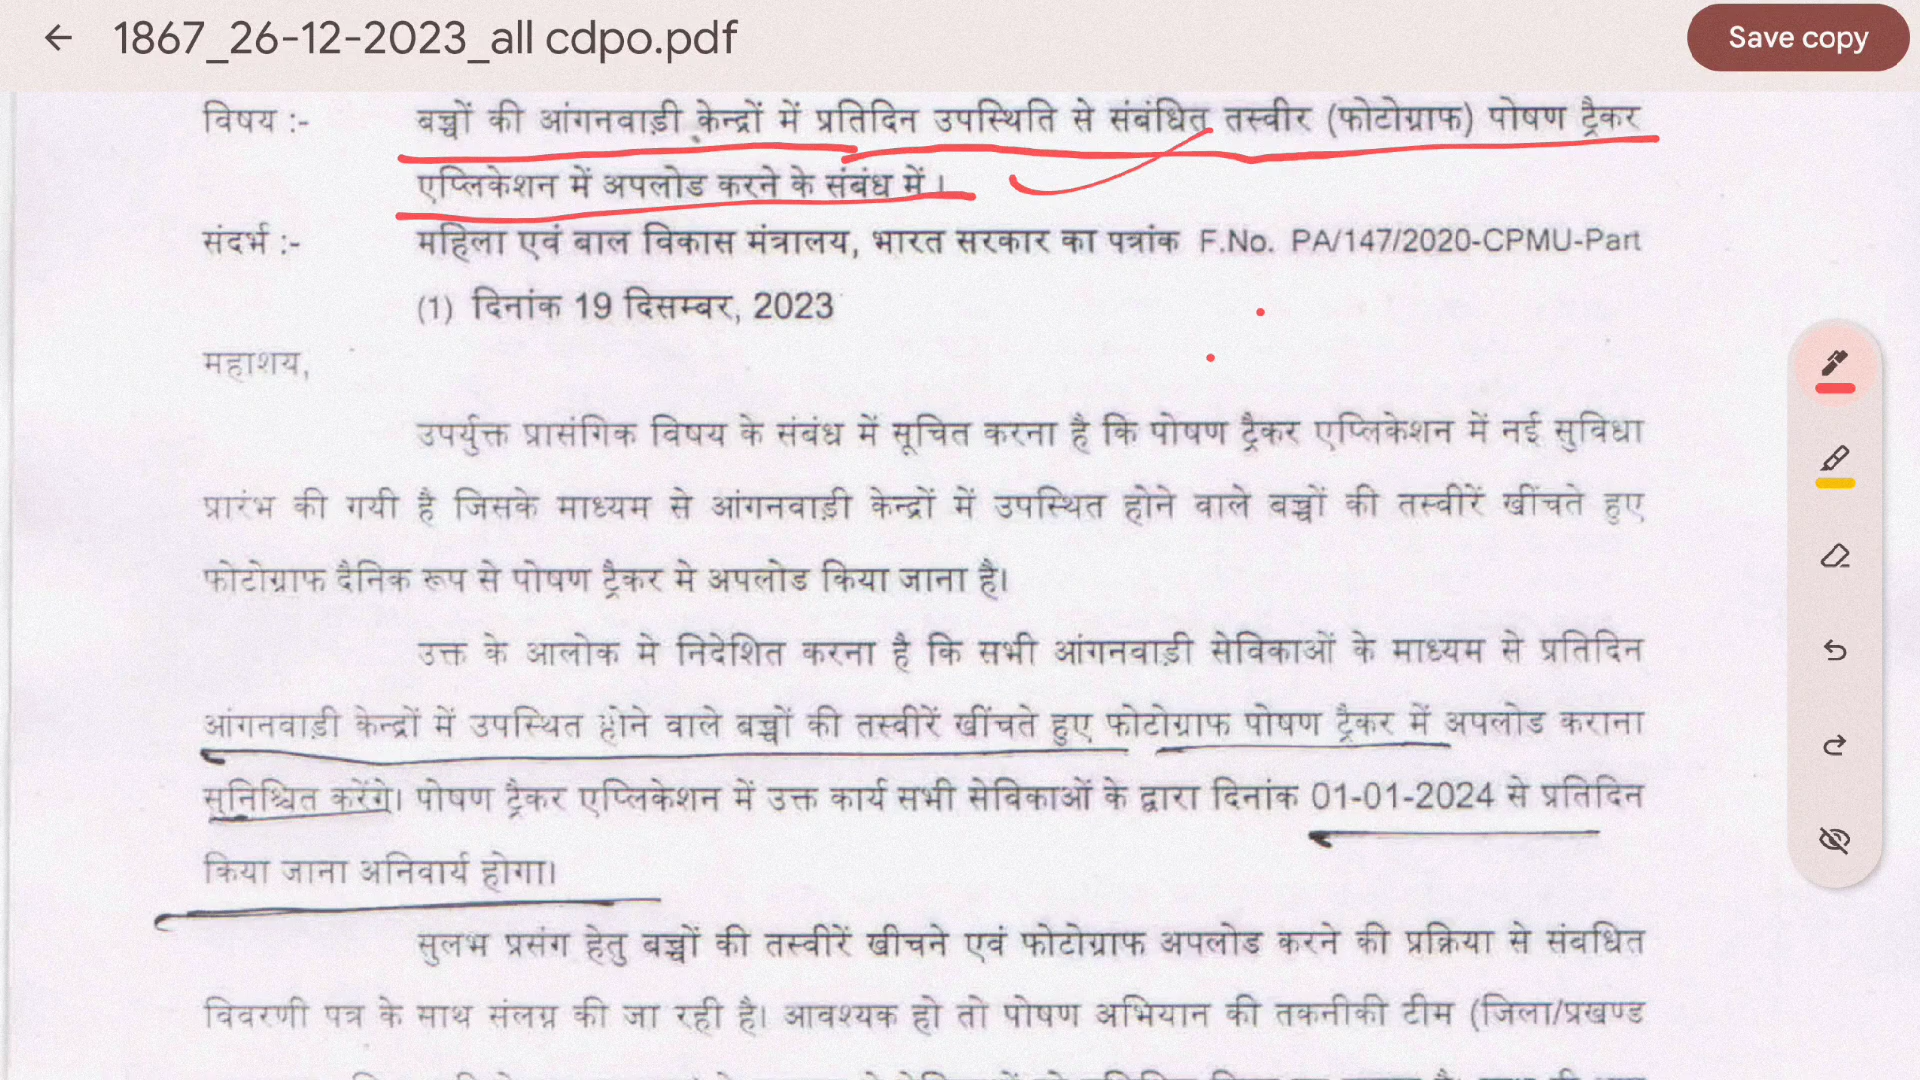 1867_26-12-2023_all cdpo.pdf
Save copy
विषय :- बच्चों की आंगनवाड़ी केन्द्रों में प्रतिदिन उपस्थिति से संबंधित तस्वीर (फोटोग्राफ) पोषण ट्रैकर
एप्लिकेशन में अपलोड करने के संबंध में।
संदर्भ :- महिला एवं बाल विकास मंत्रालय, भारत सरकार का पत्रांक F.No. PA/147/2020-CPMU-Part
(1) दिनांक 19 दिसम्बर, 2023
महाशय,
उपर्युक्त प्रासंगिक विषय के संबंध में सूचित करना है कि पोषण ट्रैकर एप्लिकेशन में नई सुविधा
प्रारंभ की गयी है जिसके माध्यम से आंगनवाड़ी केन्द्रों में उपस्थित होने वाले बच्चों की तस्वीरें खींचते हुए
फोटोग्राफ दैनिक रूप से पोषण ट्रैकर मे अपलोड किया जाना है।
उक्त के आलोक मे निदेशित करना है कि सभी आंगनवाड़ी सेविकाओं के माध्यम से प्रतिदिन
आंगनवाड़ी केन्द्रों में उपस्थित होने वाले बच्चों की तस्वीरें खींचते हुए फोटोग्राफ पोषण ट्रैकर में अपलोड कराना
सुनिश्चित करेंगे। पोषण ट्रैकर एप्लिकेशन में उक्त कार्य सभी सेविकाओं के द्वारा दिनांक 01-01-2024 से प्रतिदिन
किया जाना अनिवार्य होगा।
सुलभ प्रसंग हेतु बच्चों की तस्वीरें खीचने एवं फोटोग्राफ अपलोड करने की प्रक्रिया से संबधित
विवरणी पत्र के साथ संलग्न की जा रही है। आवश्यक हो तो पोषण अभियान की तकनीकी टीम (जिला/प्रखण्ड